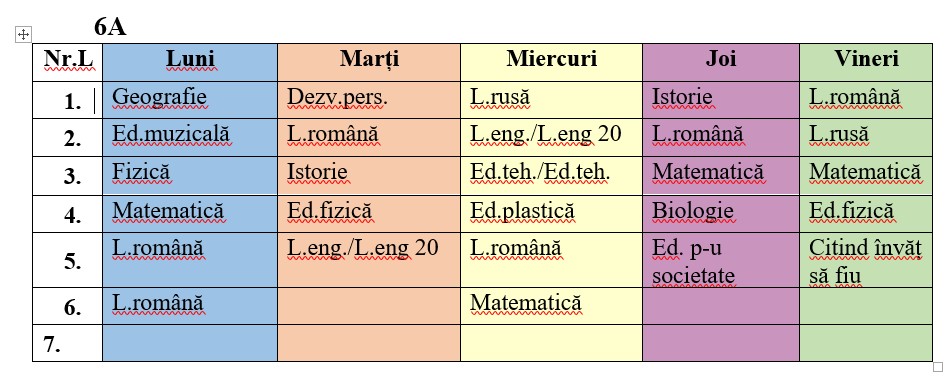 6A
Nr.L Luni Marți Miercuri Joi Vineri
1. Geografie Dezv.pers. L.rusă Istorie L.română
2. Ed.muzicală L.română L.eng./L.eng 20 L.română L.rusă
3. Fizică Istorie Ed.teh./Ed.teh. Matematică Matematică
4. Matematică Ed.fizică Ed.plastică Biologie Ed.fizică
5. L.română L.eng./L.eng 20 L.română Ed. p-u societate Citind învăț să fiu
6. L.română Matematică
7.